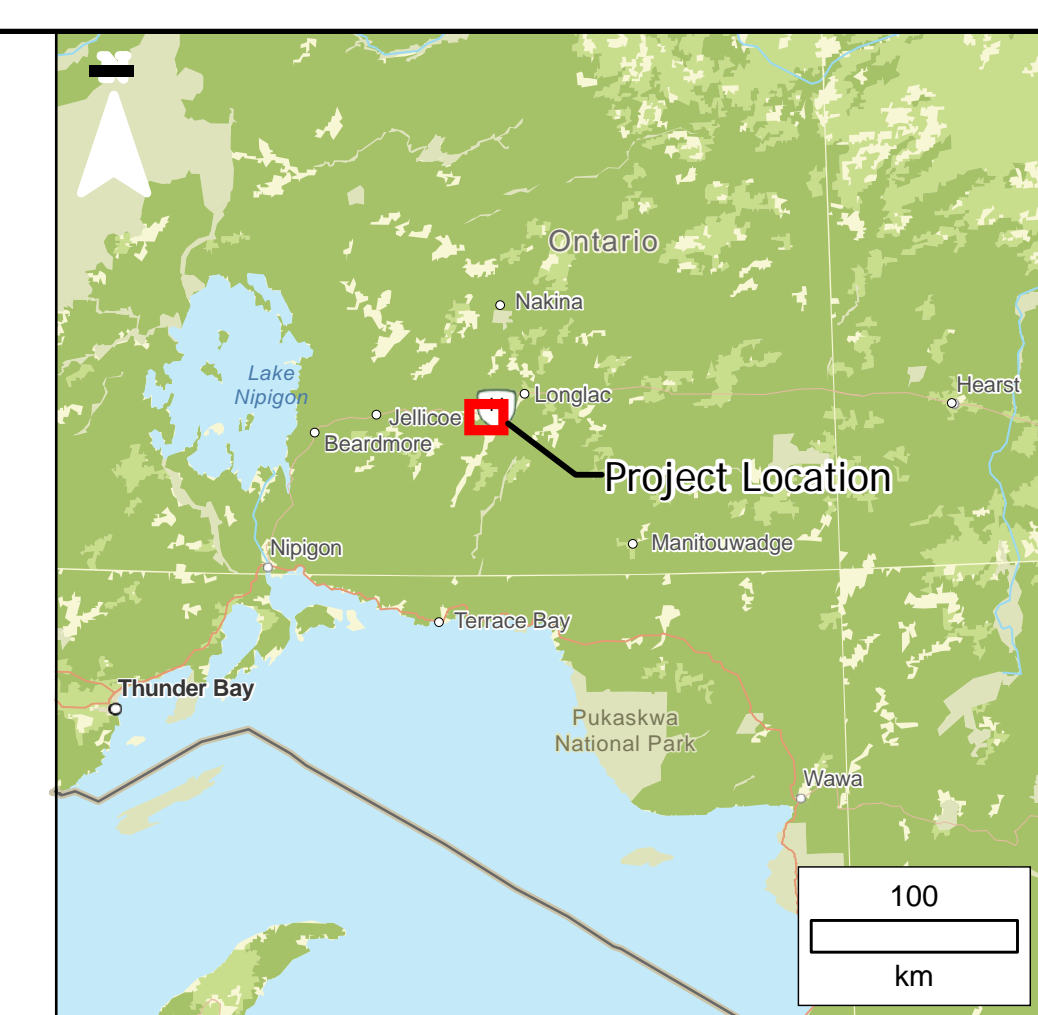 Ontario
Nakina
Lake
Nipigon
Longlac
Hearst
Jellicoe
Beardmore
Project Location
Nipigon
Manitouwadge
Terrace Bay
Thunder Bay
Pukaskwa
National Park
Wawa
100
km